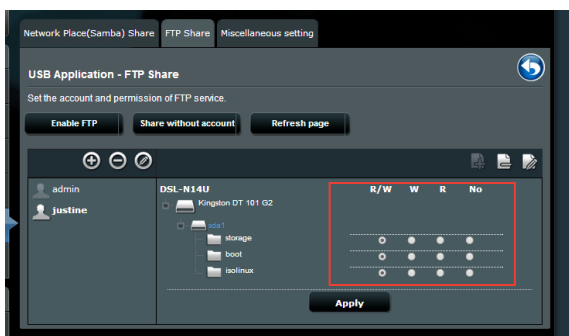 Network Place(Samba) Share FTP Share Miscellaneous setting
USB Application - FTP Share
Set the account and permission of FTP service.
Enable FTP Share without account Refresh page
admin
justine
DSL-N14U R/W W R No
Kingston DT 101 G2
sda1
storage
boot
isolinux
Apply